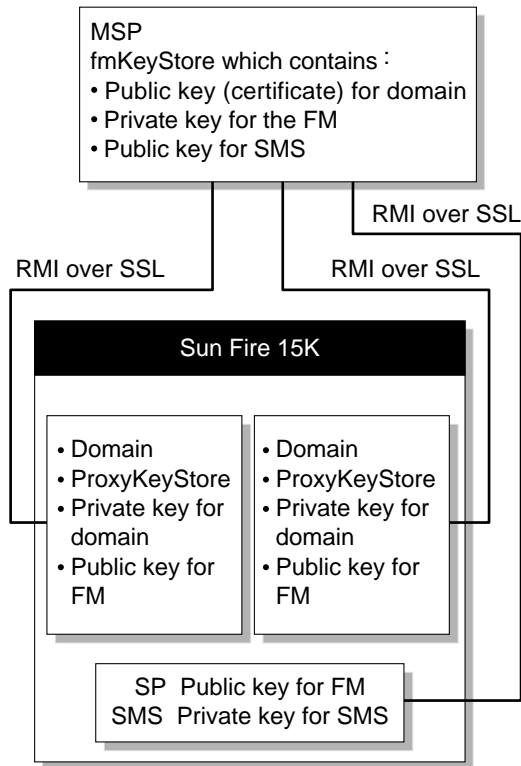 MSP
fmKeyStore which contains :
• Public key (certificate) for domain
• Private key for the FM
• Public key for SMS
RMI over SSL
RMI over SSL
RMI over SSL
Sun Fire 15K
• Domain
• ProxyKeyStore
• Private key for
domain
• Public key for
FM
• Domain
• ProxyKeyStore
• Private key for
domain
• Public key for
FM
SP Public key for FM
SMS Private key for SMS